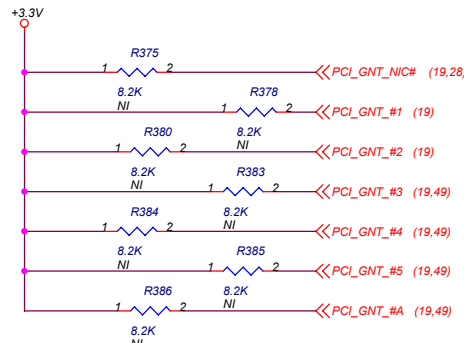 +3.3V
R375
1 2 PCI_GNT_NIC# (19,28)
8.2K R378
NI 1 2 PCI_GNT_#1 (19)
R380 8.2K
1 2 NI PCI_GNT_#2 (19)
8.2K R383
NI 1 2 PCI_GNT_#3 (19,49)
R384 8.2K
1 2 NI PCI_GNT_#4 (19,49)
8.2K R385
NI 1 2 PCI_GNT_#5 (19,49)
R386 8.2K
1 2 NI PCI_GNT_#A (19,49)
8.2K
NI